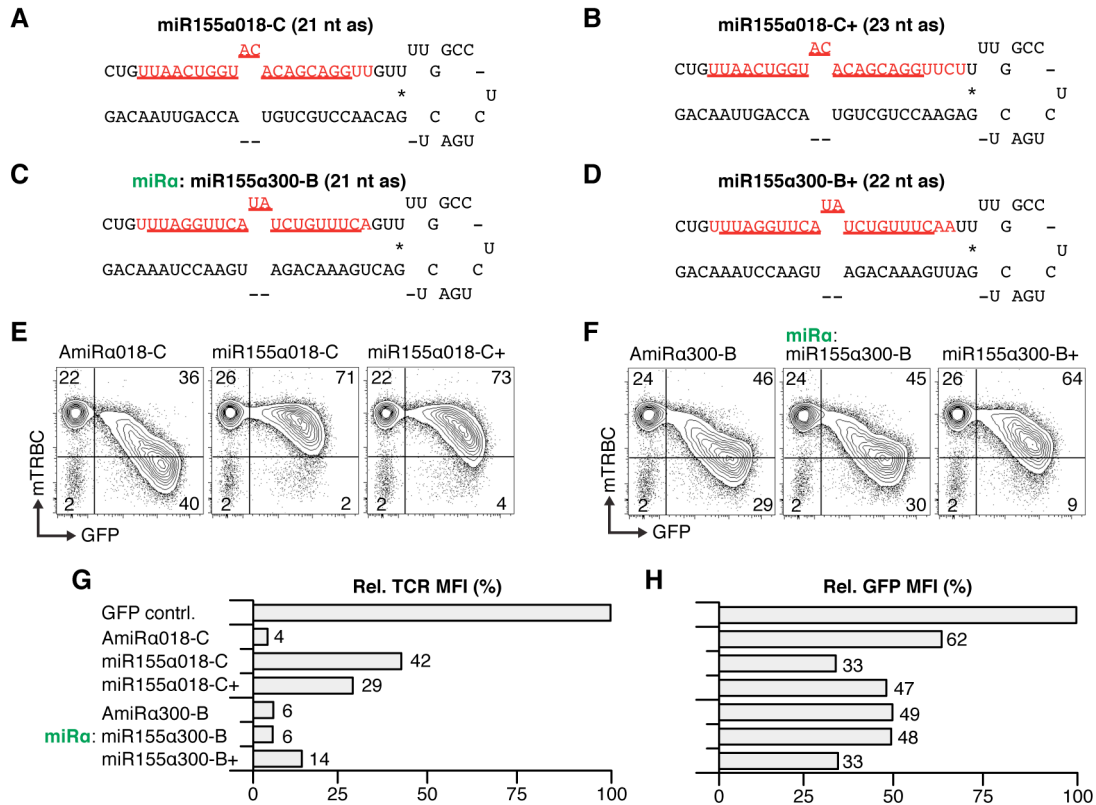 A
miR155α018-C (21 nt as)
AC UU GCC
CUGUUAACUGGU ACAGCAGGUUGUU G –
* U
GACAAUUGACCA UGUCGUCCAACAG C C
-- –U AGU
B
miR155α018-C+ (23 nt as)
AC UU GCC
CUGUUAACUGGU ACAGCAGGUUCUU G –
* U
GACAAUUGACCA UGUCGUCCAAGAG C C
-- –U AGU
C
miRα: miR155α300-B (21 nt as)
UA UU GCC
CUGUUUAGGUUCA UCUGUUUCAGUU G –
* U
GACAAAUCCAAGU AGACAAAGUCAG C C
-- –U AGU
D
miR155α300-B+ (22 nt as)
UA UU GCC
CUGUUUAGGUUCA UCUGUUUCAAUU G –
* U
GACAAAUCCAAGU AGACAAAGUUAG C C
-- –U AGU
E
AmiRα018-C miR155α018-C miR155α018-C+
22 36 26 71 22 73
2 40 2 2 2 4
mTRBC
GFP
F
miRα:
AmiRα300-B miR155α300-B miR155α300-B+
24 46 24 45 26 64
2 29 2 30 2 9
mTRBC
GFP
G
Rel. TCR MFI (%)
GFP contrl.
AmiRα018-C 4
miR155α018-C 42
miR155α018-C+ 29
AmiRα300-B 6
miRα: miR155α300-B 6
miR155α300-B+ 14
0 25 50 75 100
H
Rel. GFP MFI (%)
62
33
47
49
48
33
0 25 50 75 100